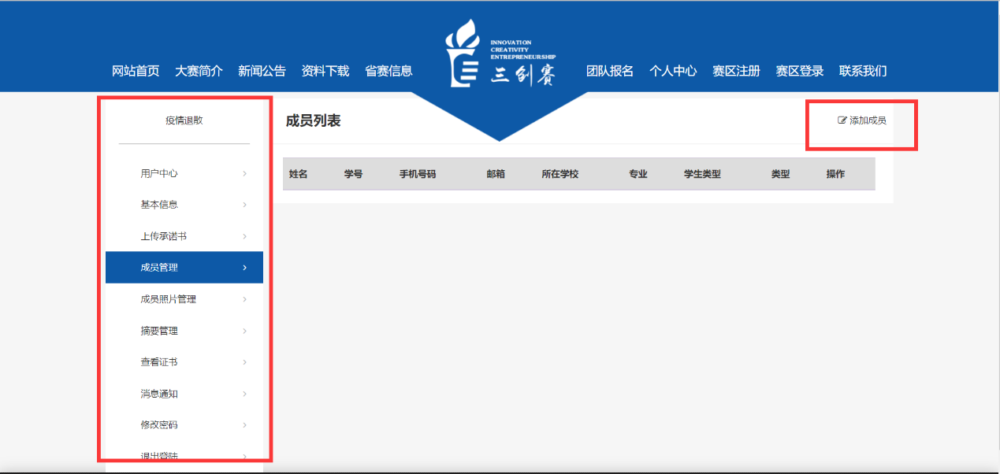 INNOVATION
CREATIVITY
ENTREPRENEURSHIP
三创赛
网站首页 大赛简介 新闻公告 资料下载 省赛信息 团队报名 个人中心 赛区注册 赛区登录 联系我们
疫情退散
用户中心
基本信息
上传承诺书
成员管理
成员照片管理
摘要管理
查看证书
消息通知
修改密码
退出登陆
成员列表
添加成员
姓名 学号 手机号码 邮箱 所在学校 专业 学生类型 类型 操作